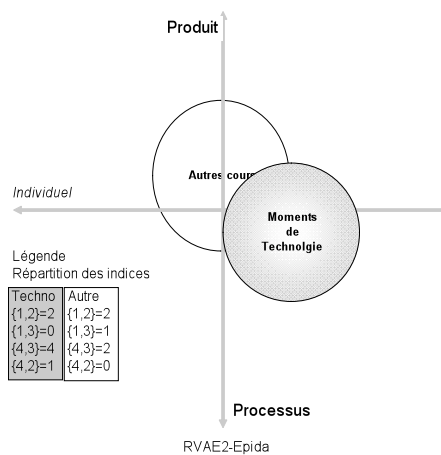 Produit
Autres cours
Individuel
Moments
de
Technolgie
Légende
Répartition des indices
Techno Autre
{1,2}=2 {1,2}=2
{1,3}=0 {1,3}=1
{4,3}=4 {4,3}=2
{4,2}=1 {4,2}=0
Processus
RVAE2-Epida